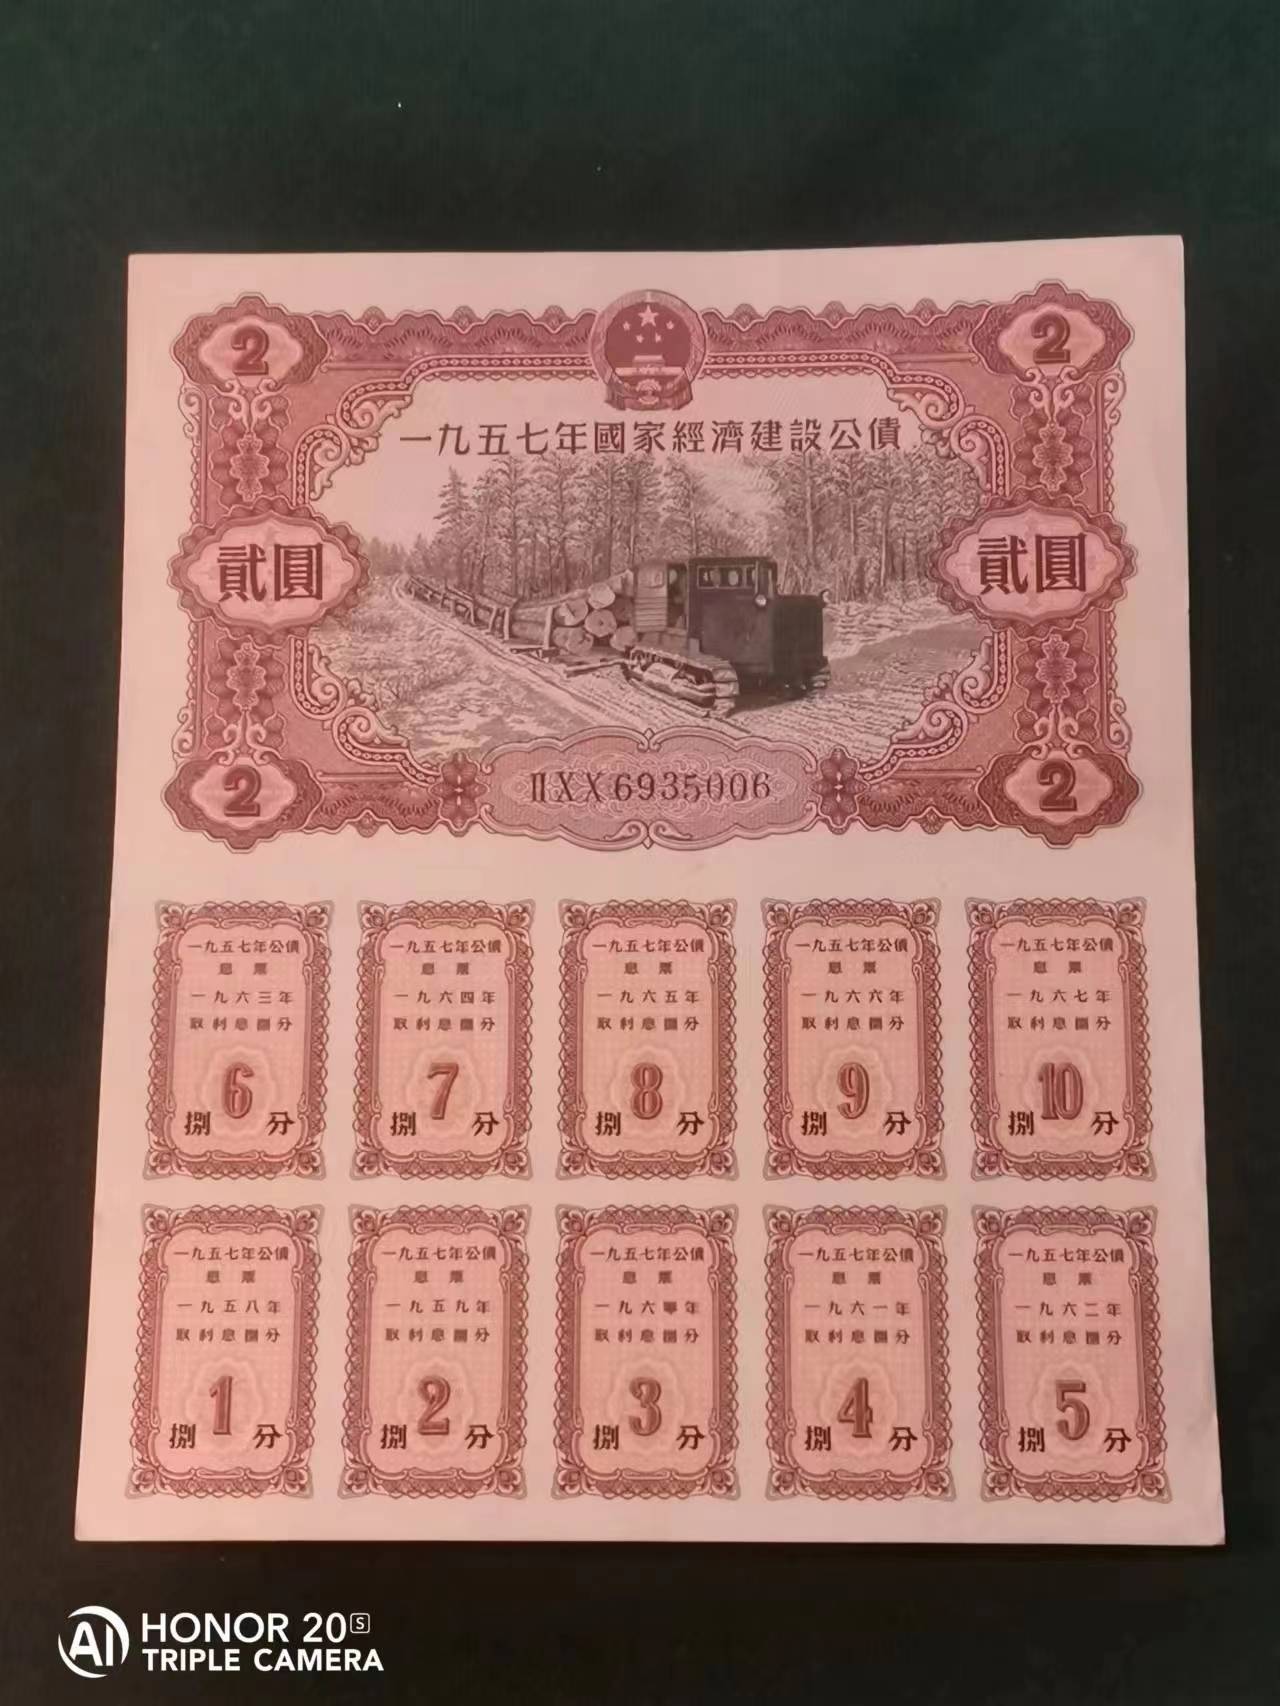 2 2
一九五七年國家經濟建設公債
貳圓 貳圓
2 ⅡXX6935006 2
一九五七年公債 一九五七年公債 一九五七年公債 一九五七年公債 一九五七年公債
息票 息票 息票 息票 息票
一九六三年 一九六四年 一九六五年 一九六六年 一九六七年
取利息捌分 取利息捌分 取利息捌分 取利息捌分 取利息捌分
6 7 8 9 10
捌分 捌分 捌分 捌分 捌分
一九五七年公債 一九五七年公債 一九五七年公債 一九五七年公債 一九五七年公債
息票 息票 息票 息票 息票
一九五八年 一九五九年 一九六零年 一九六一年 一九六二年
取利息捌分 取利息捌分 取利息捌分 取利息捌分 取利息捌分
1 2 3 4 5
捌分 捌分 捌分 捌分 捌分
AI HONOR 20S
TRIPLE CAMERA